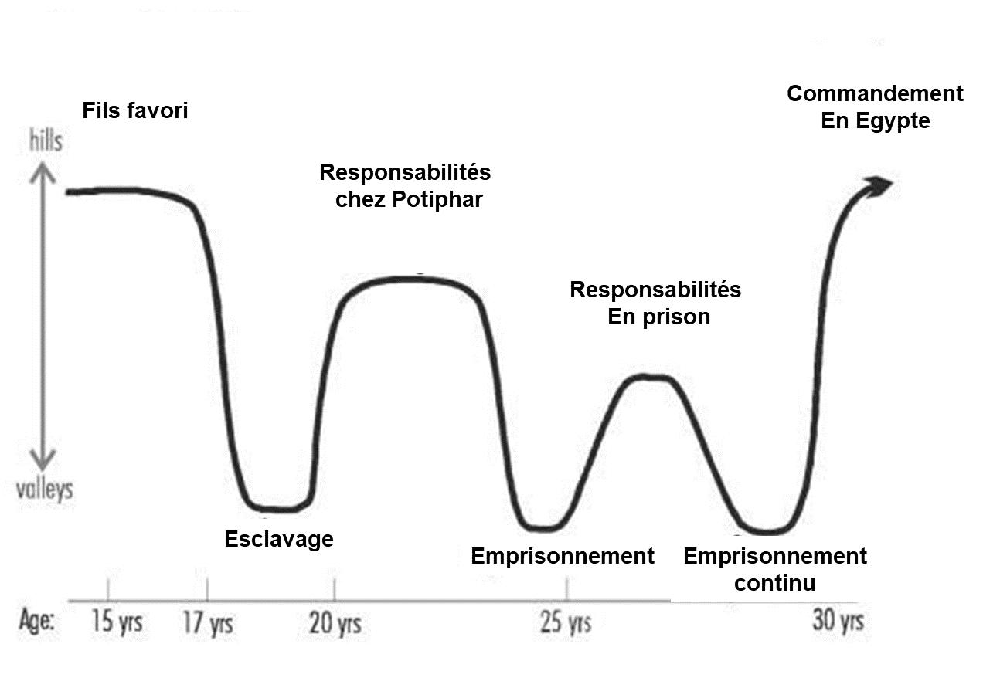 Commandement
En Egypte
Fils favori
hills
Responsabilités
chez Potiphar
Responsabilités
En prison
valleys
Esclavage
Emprisonnement
Emprisonnement
continu
Age: 15 yrs 17 yrs 20 yrs 25 yrs 30 yrs